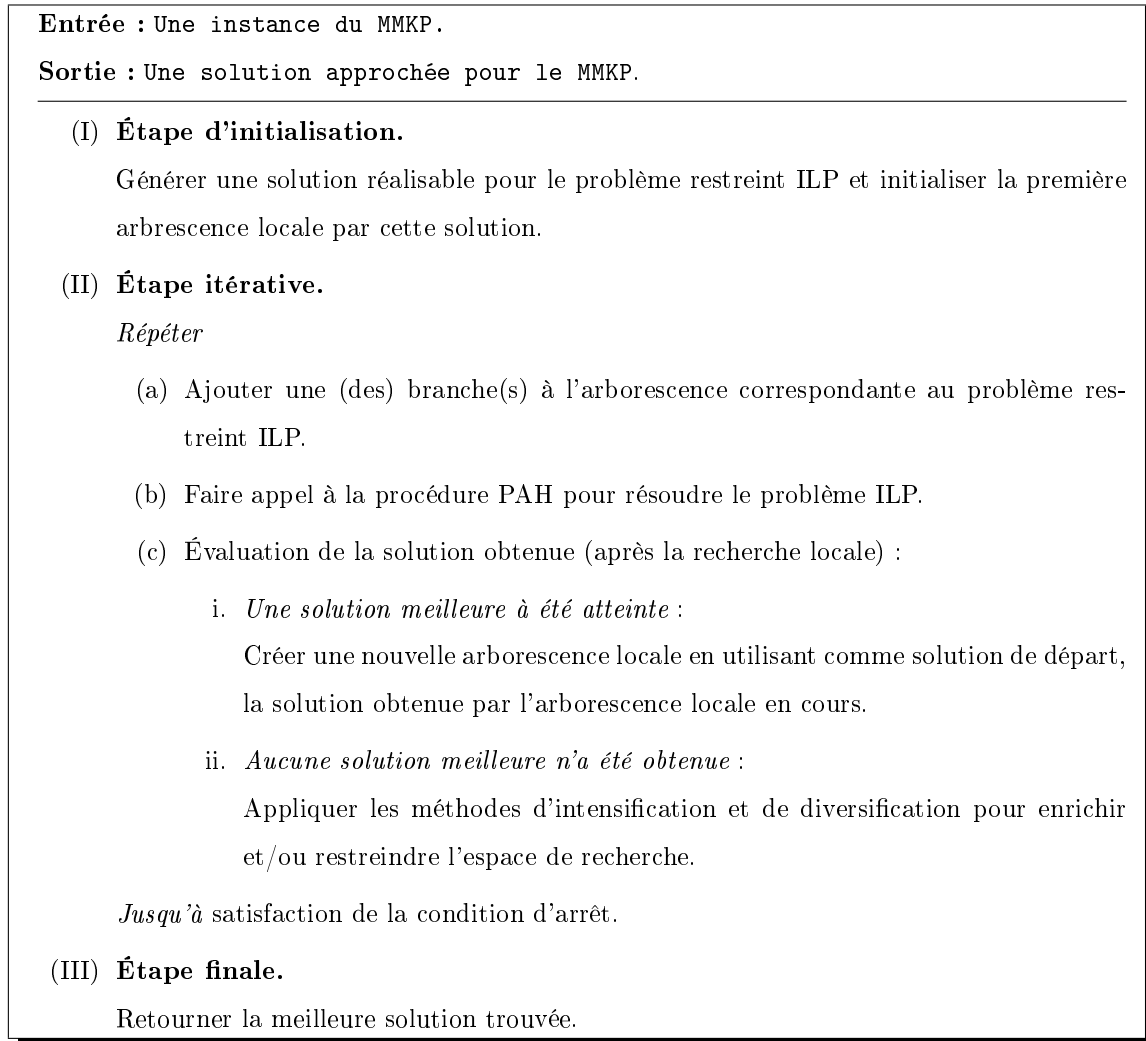 Entrée : Une instance du MMKP.
Sortie : Une solution approchée pour le MMKP.
(I) Étape d'initialisation.
Générer une solution réalisable pour le problème restreint ILP et initialiser la première
arbrescence locale par cette solution.
(II) Étape itérative.
Répéter
(a) Ajouter une (des) branche(s) à l'arborescence correspondante au problème res-
treint ILP.
(b) Faire appel à la procédure PAH pour résoudre le problème ILP.
(c) Évaluation de la solution obtenue (après la recherche locale) :
i. Une solution meilleure à été atteinte :
Créer une nouvelle arborescence locale en utilisant comme solution de départ,
la solution obtenue par l'arborescence locale en cours.
ii. Aucune solution meilleure n'a été obtenue :
Appliquer les méthodes d'intensification et de diversification pour enrichir
et/ou restreindre l'espace de recherche.
Jusqu'à satisfaction de la condition d'arrêt.
(III) Étape finale.
Retourner la meilleure solution trouvée.